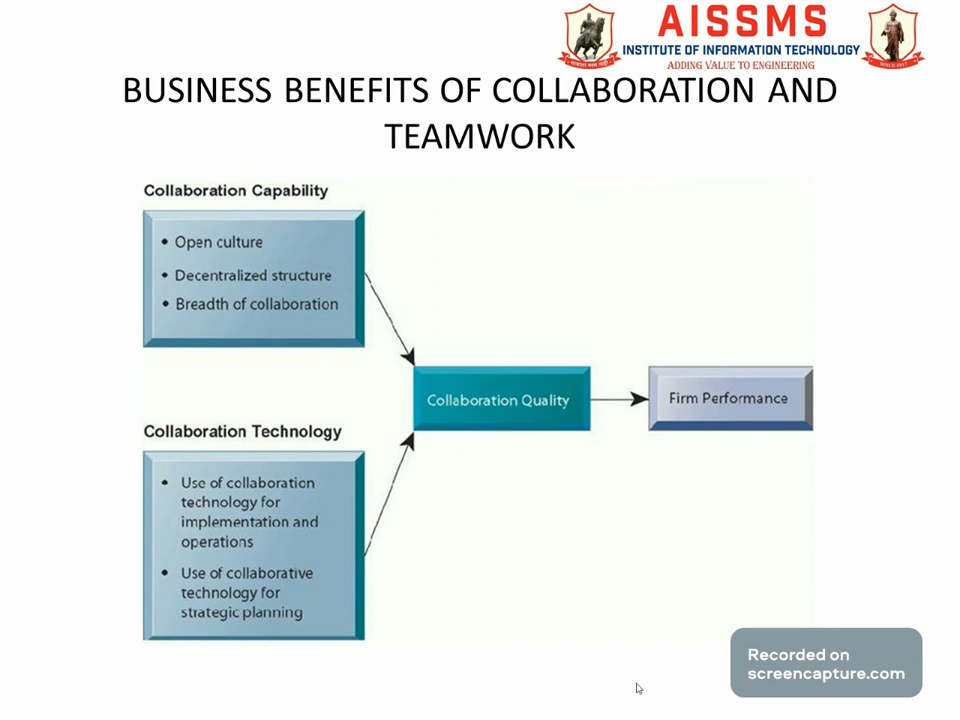 AISSMS
INSTITUTE OF INFORMATION TECHNOLOGY
ADDING VALUE TO ENGINEERING
BUSINESS BENEFITS OF COLLABORATION AND
TEAMWORK
Collaboration Capability
• Open culture
• Decentralized structure
• Breadth of collaboration
Collaboration Quality
Firm Performance
Collaboration Technology
• Use of collaboration
technology for
implementation and
operations
• Use of collaborative
technology for
strategic planning
Recorded on
screencapture.com